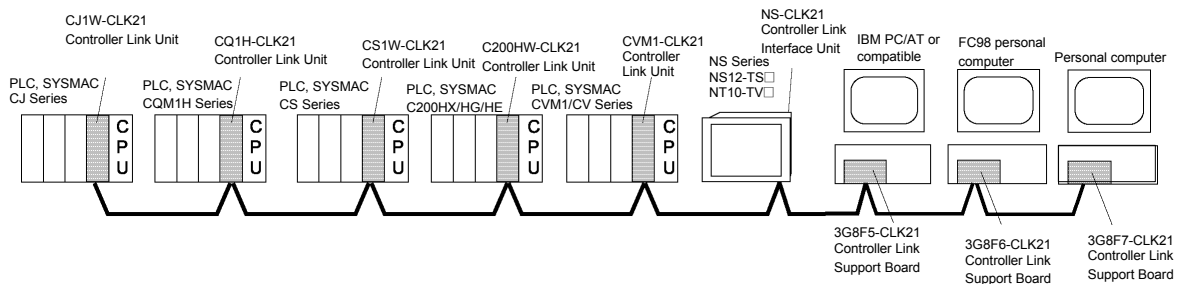 CJ1W-CLK21
Controller Link Unit
PLC, SYSMAC
CJ Series
C
P
U
CQ1H-CLK21
Controller Link Unit
PLC, SYSMAC
CQM1H Series
C
P
U
CS1W-CLK21
Controller Link Unit
PLC, SYSMAC
CS Series
C
P
U
C200HW-CLK21
Controller Link Unit
PLC, SYSMAC
C200HX/HG/HE
C
P
U
CVM1-CLK21
Controller
Link Unit
PLC, SYSMAC
CVM1/CV Series
C
P
U
NS-CLK21
Controller Link
Interface Unit
NS Series
NS12-TS□
NT10-TV□
IBM PC/AT or
compatible
FC98 personal
computer
Personal computer
3G8F5-CLK21
Controller Link
Support Board
3G8F6-CLK21
Controller Link
Support Board
3G8F7-CLK21
Controller Link
Support Board